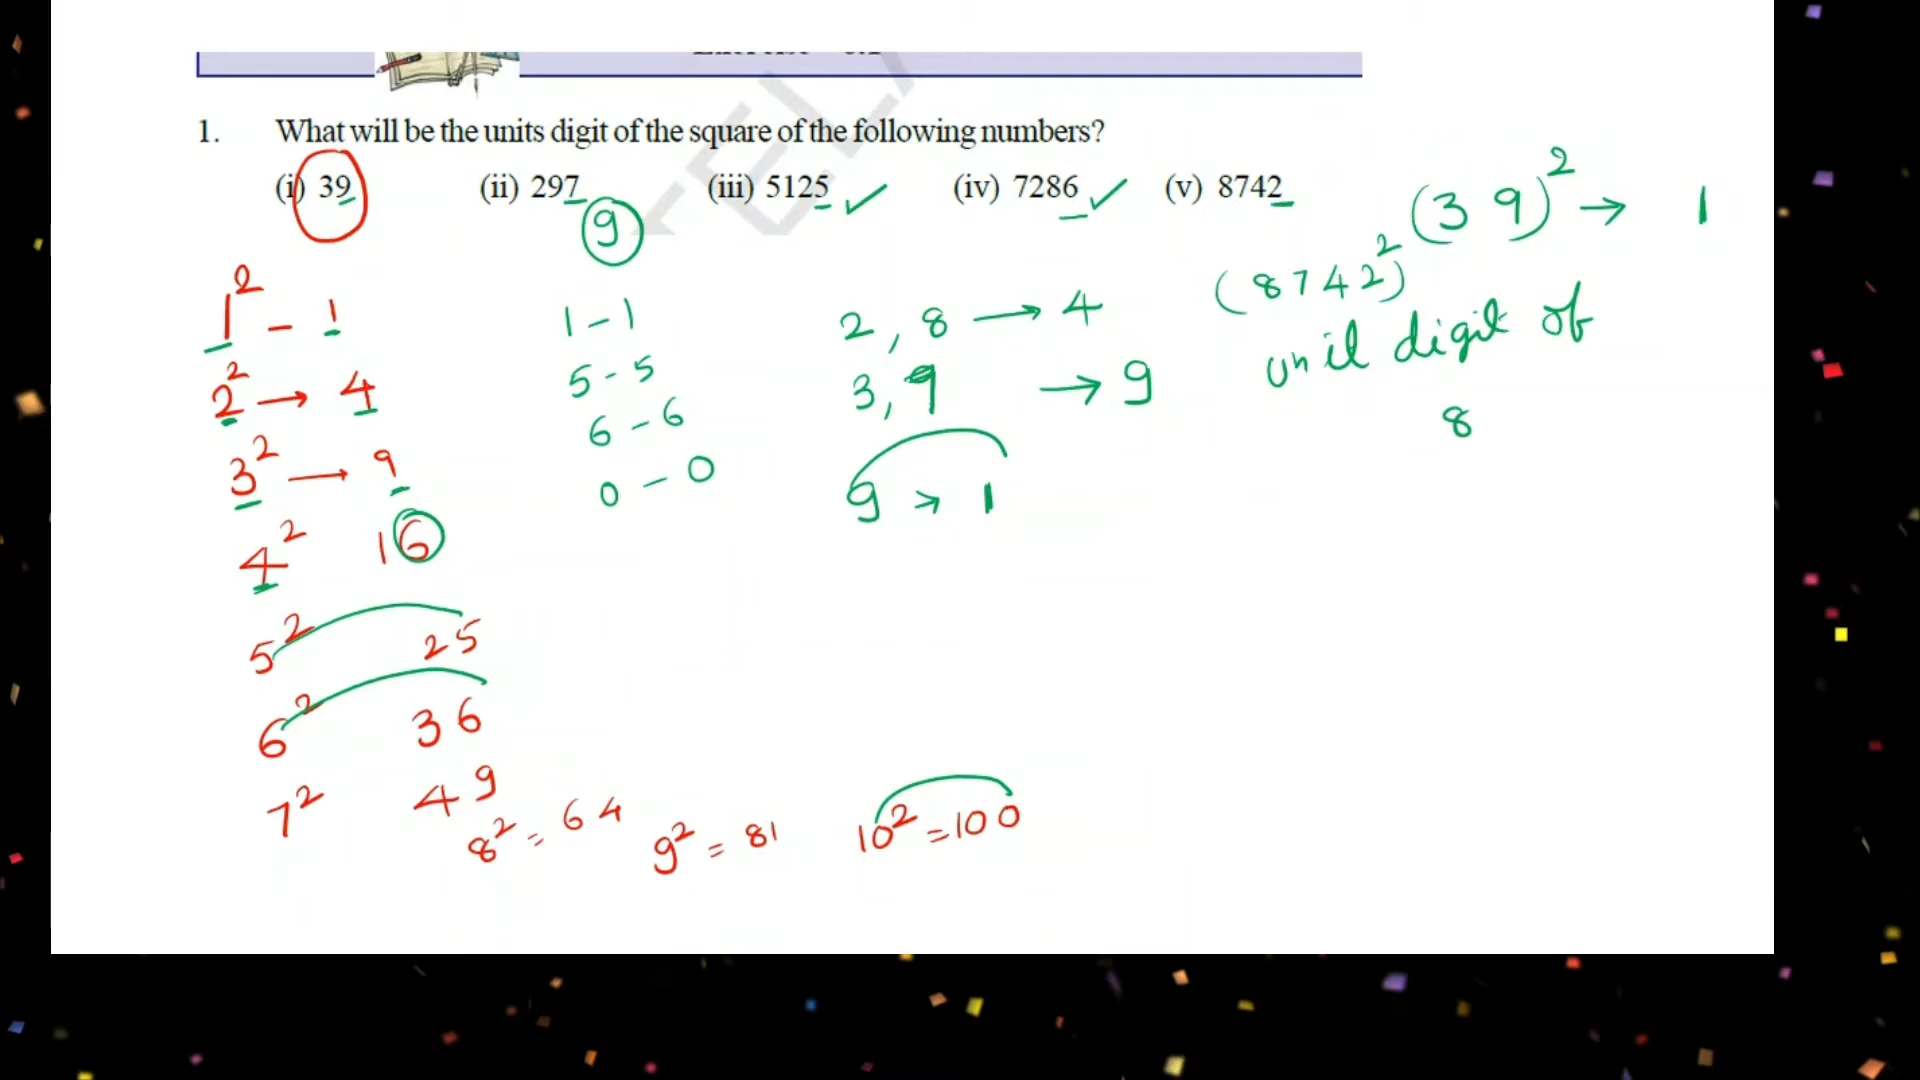 1. What will be the units digit of the square of the following numbers?
(i) 39 (ii) 297 (iii) 5125 (iv) 7286 (v) 8742
9
(39)² → 1
(8742)²
unit digit of
8
1² - 1
2² → 4
3² → 9
4² 16
5² 25
6² 36
7² 49
8² = 64
9² = 81
10² = 100
1 - 1
5 - 5
6 - 6
0 - 0
2, 8 → 4
3, 9 → 9
9 → 1